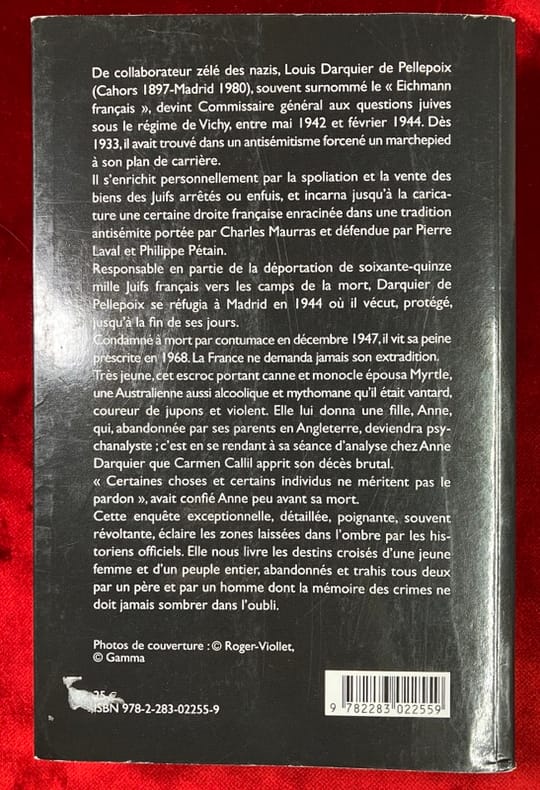 De collaborateur zélé des nazis, Louis Darquier de Pellepoix
(Cahors 1897-Madrid 1980), souvent surnommé le « Eichmann
français », devint Commissaire général aux questions juives
sous le régime de Vichy, entre mai 1942 et février 1944. Dès
1933, il avait trouvé dans un antisémitisme forcené un marchepied
à son plan de carrière.
Il s'enrichit personnellement par la spoliation et la vente des
biens des Juifs arrêtés ou enfuis, et incarna jusqu'à la carica-
ture une certaine droite française enracinée dans une tradition
antisémite portée par Charles Maurras et défendue par Pierre
Laval et Philippe Pétain.
Responsable en partie de la déportation de soixante-quinze
mille Juifs français vers les camps de la mort, Darquier de
Pellepoix se réfugia à Madrid en 1944 où il vécut, protégé,
jusqu'à la fin de ses jours.
Condamné à mort par contumace en décembre 1947, il vit sa peine
prescrite en 1968. La France ne demanda jamais son extradition.
Très jeune, cet escroc portant canne et monocle épousa Myrtle,
une Australienne aussi alcoolique et mythomane qu'il était vantard,
coureur de jupons et violent. Elle lui donna une fille, Anne,
qui, abandonnée par ses parents en Angleterre, deviendra psy-
chanalyste ; c'est en se rendant à sa séance d'analyse chez Anne
Darquier que Carmen Callil apprit son décès brutal.
« Certaines choses et certains individus ne méritent pas le
pardon », avait confié Anne peu avant sa mort.
Cette enquête exceptionnelle, détaillée, poignante, souvent
révoltante, éclaire les zones laissées dans l'ombre par les his-
toriens officiels. Elle nous livre les destins croisés d'une jeune
femme et d'un peuple entier, abandonnés et trahis tous deux
par un père et par un homme dont la mémoire des crimes ne
doit jamais sombrer dans l'oubli.
Photos de couverture : © Roger-Viollet,
© Gamma
25 €
ISBN 978-2-283-02255-9
9 782283 022559